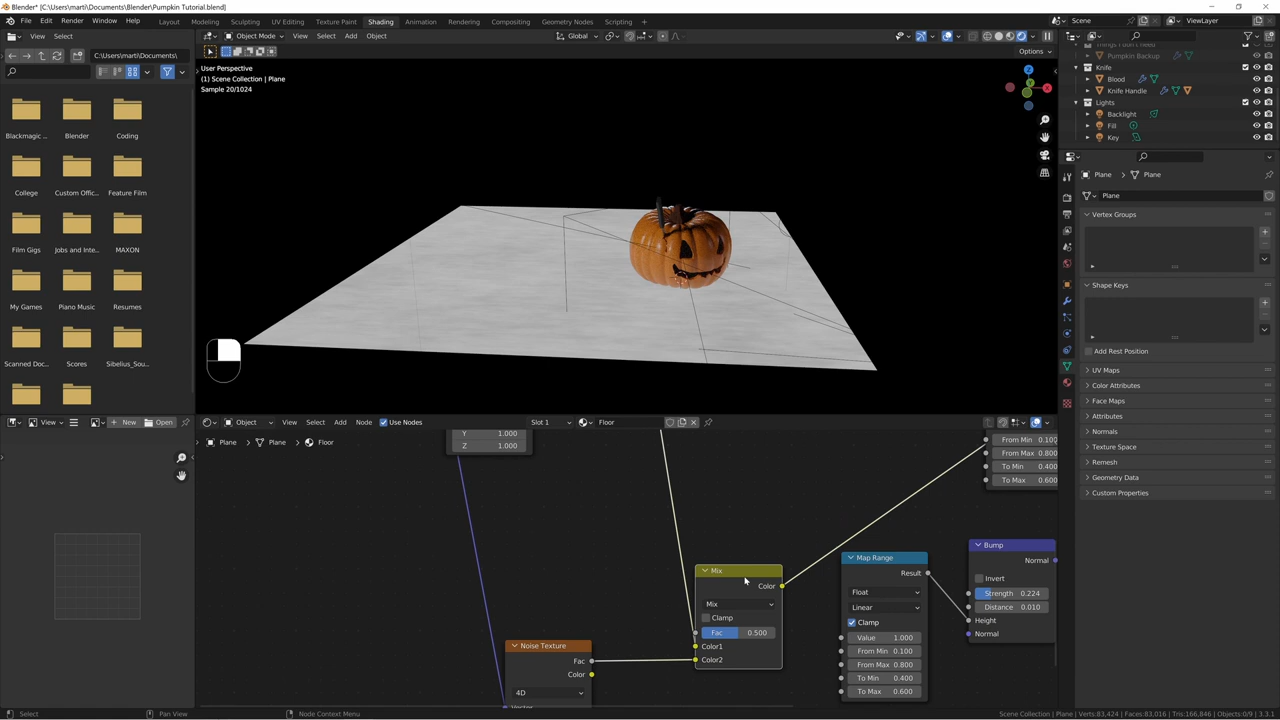 Blender* [C:\Users\marti\Documents\Blender\Pumpkin Tutorial.blend]
File Edit Render Window Help Layout Modeling Sculpting UV Editing Texture Paint Shading Animation Rendering Compositing Geometry Nodes Scripting Scene ViewLayer
View Select Object Mode View Select Add Object Global
C:\Users\marti\Documents\ Options
User Perspective
(1) Scene Collection | Plane
Sample 20/1024
Pumpkin Backup
Knife
Blood
Knife Handle
Lights
Backlight
Fill
Key
Blackmagic ... Blender Coding
College Custom Offic... Feature Film
Film Gigs Jobs and Inte... MAXON
My Games Piano Music Resumes
Scanned Doc... Scores Sibelius_Sou...
X
Plane Plane
Plane
Vertex Groups
Shape Keys
Add Rest Position
UV Maps
Color Attributes
Face Maps
Attributes
Normals
Texture Space
Remesh
Geometry Data
Custom Properties
View New Open Object View Select Add Node Use Nodes Slot 1 Floor
Plane Plane Floor
Y 1.000
Z 1.000
From Min 0.100
From Max 0.800
To Min 0.400
To Max 0.600
Mix
Color
Mix
Clamp
Fac 0.500
Color1
Color2
Noise Texture
Fac
Color
4D
Vector
Map Range
Result
Float
Linear
Clamp
Value 1.000
From Min 0.100
From Max 0.800
To Min 0.400
To Max 0.600
Bump
Normal
Invert
Strength 0.224
Distance 0.010
Height
Normal
Select Pan View Node Context Menu Scene Collection | Plane | Verts:83,424 | Faces:83,016 | Tris:166,846 | Objects:0/9 | 3.3.1